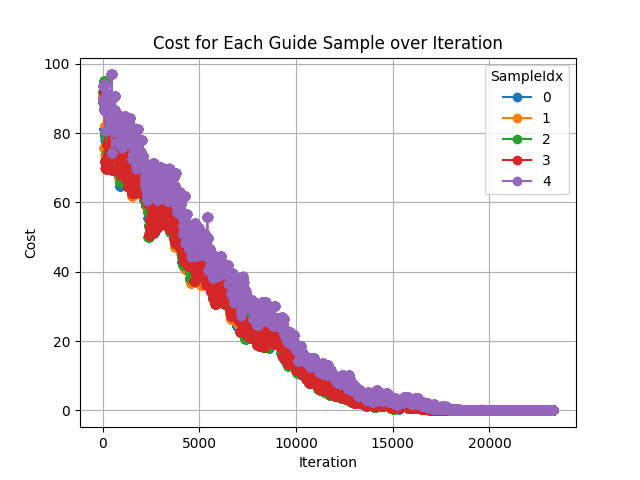 Cost for Each Guide Sample over Iteration
SampleIdx
0
1
2
3
4
Cost
100
80
60
40
20
0
0 5000 10000 15000 20000
Iteration